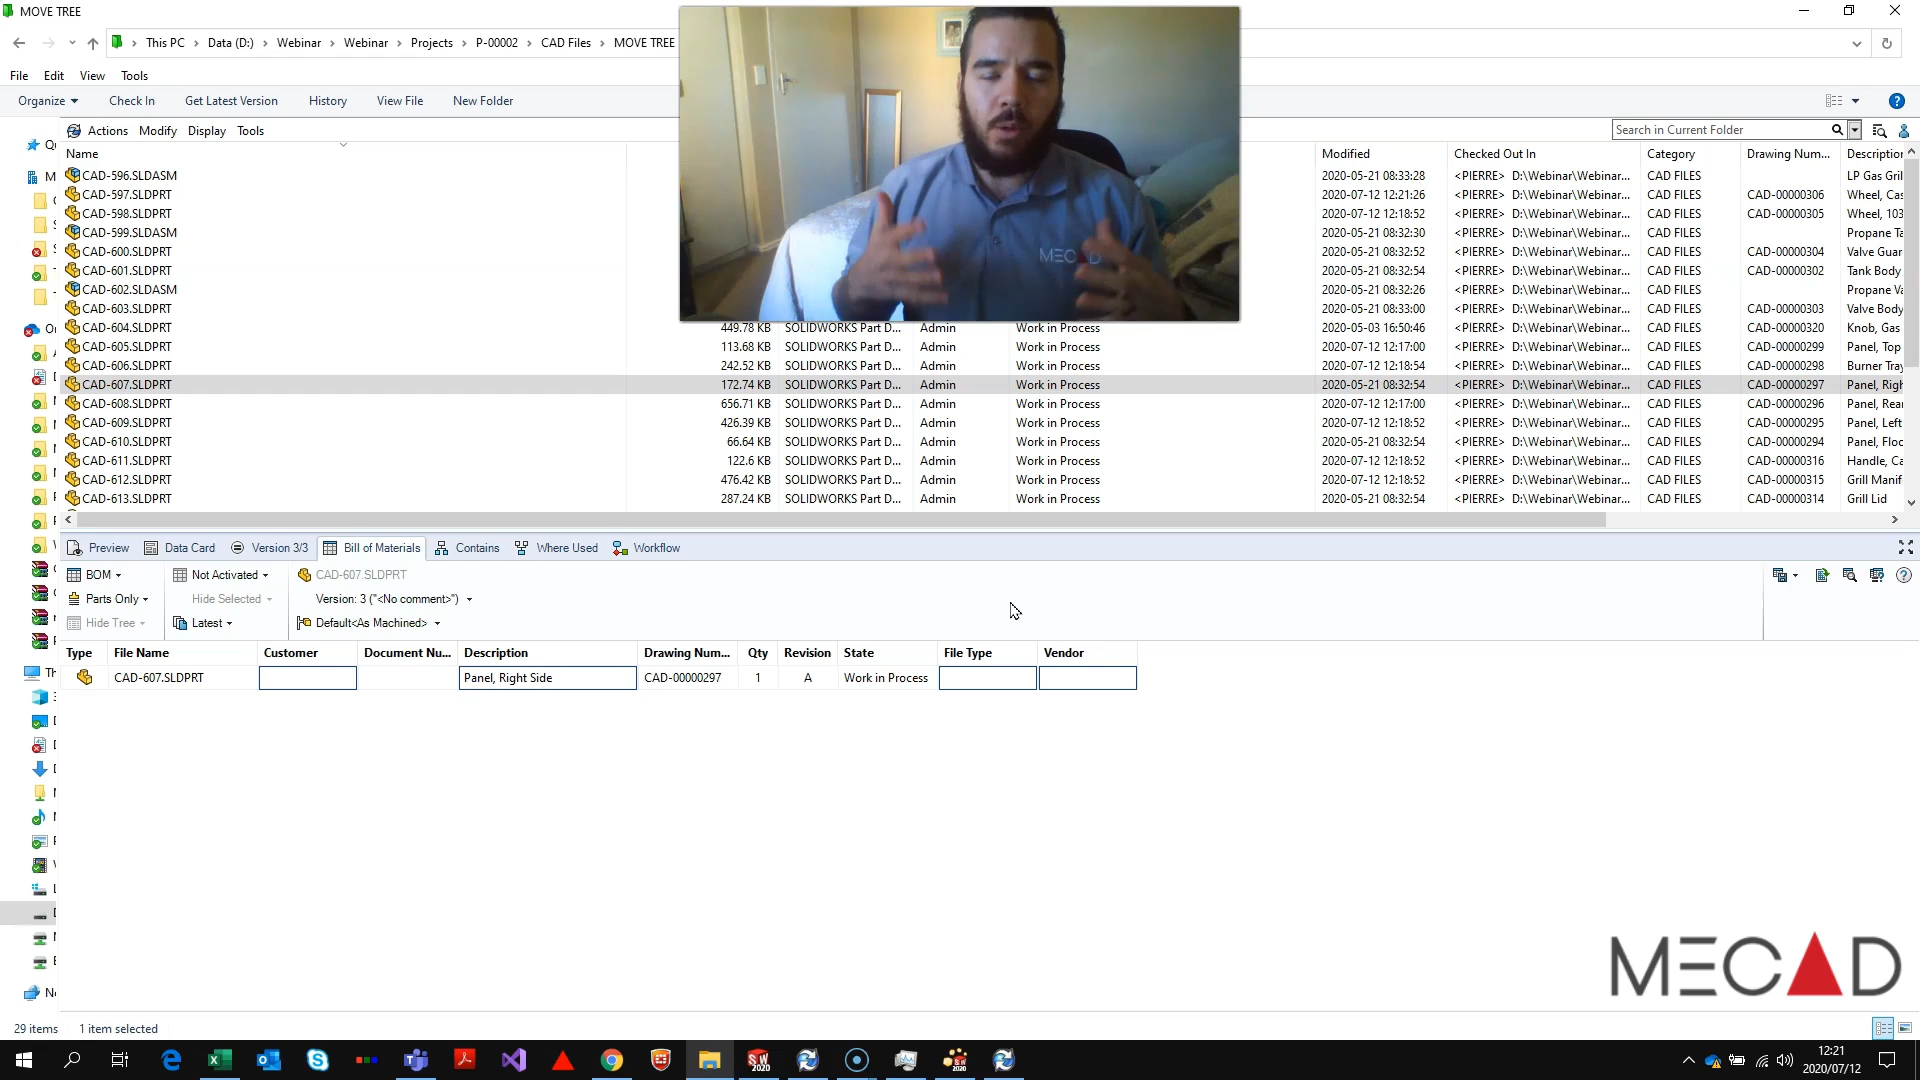 MOVE TREE
This PC › Data (D:) › Webinar › Webinar › Projects › P-00002 › CAD Files › MOVE TREE
File Edit View Tools
Organize Check In Get Latest Version History View File New Folder
Actions Modify Display Tools
Search in Current Folder
Name Modified Checked Out In Category Drawing Num... Description
CAD-596.SLDASM 2020-05-21 08:33:28 <PIERRE> D:\Webinar\Webinar... CAD FILES LP Gas Gril
CAD-597.SLDPRT 2020-07-12 12:21:26 <PIERRE> D:\Webinar\Webinar... CAD FILES CAD-00000306 Wheel, Cas
CAD-598.SLDPRT 2020-07-12 12:18:52 <PIERRE> D:\Webinar\Webinar... CAD FILES CAD-00000305 Wheel, 103
CAD-599.SLDASM 2020-05-21 08:32:30 <PIERRE> D:\Webinar\Webinar... CAD FILES Propane Ta
CAD-600.SLDPRT 2020-05-21 08:32:52 <PIERRE> D:\Webinar\Webinar... CAD FILES CAD-00000304 Valve Guar
CAD-601.SLDPRT 2020-05-21 08:32:54 <PIERRE> D:\Webinar\Webinar... CAD FILES CAD-00000302 Tank Body
CAD-602.SLDASM 2020-05-21 08:32:26 <PIERRE> D:\Webinar\Webinar... CAD FILES Propane Va
CAD-603.SLDPRT 2020-05-21 08:33:00 <PIERRE> D:\Webinar\Webinar... CAD FILES CAD-00000303 Valve Body
CAD-604.SLDPRT 449.78 KB SOLIDWORKS Part D... Admin Work in Process 2020-05-03 16:50:46 <PIERRE> D:\Webinar\Webinar... CAD FILES CAD-00000320 Knob, Gas
CAD-605.SLDPRT 113.68 KB SOLIDWORKS Part D... Admin Work in Process 2020-07-12 12:17:00 <PIERRE> D:\Webinar\Webinar... CAD FILES CAD-00000299 Panel, Top
CAD-606.SLDPRT 242.52 KB SOLIDWORKS Part D... Admin Work in Process 2020-07-12 12:18:54 <PIERRE> D:\Webinar\Webinar... CAD FILES CAD-00000298 Burner Tray
CAD-607.SLDPRT 172.74 KB SOLIDWORKS Part D... Admin Work in Process 2020-05-21 08:32:54 <PIERRE> D:\Webinar\Webinar... CAD FILES CAD-00000297 Panel, Righ
CAD-608.SLDPRT 656.71 KB SOLIDWORKS Part D... Admin Work in Process 2020-07-12 12:17:00 <PIERRE> D:\Webinar\Webinar... CAD FILES CAD-00000296 Panel, Rea
CAD-609.SLDPRT 426.39 KB SOLIDWORKS Part D... Admin Work in Process 2020-07-12 12:18:52 <PIERRE> D:\Webinar\Webinar... CAD FILES CAD-00000295 Panel, Left
CAD-610.SLDPRT 66.64 KB SOLIDWORKS Part D... Admin Work in Process 2020-05-21 08:32:54 <PIERRE> D:\Webinar\Webinar... CAD FILES CAD-00000294 Panel, Floo
CAD-611.SLDPRT 122.6 KB SOLIDWORKS Part D... Admin Work in Process 2020-07-12 12:18:52 <PIERRE> D:\Webinar\Webinar... CAD FILES CAD-00000316 Handle, Ca
CAD-612.SLDPRT 476.42 KB SOLIDWORKS Part D... Admin Work in Process 2020-07-12 12:18:52 <PIERRE> D:\Webinar\Webinar... CAD FILES CAD-00000315 Grill Manif
CAD-613.SLDPRT 287.24 KB SOLIDWORKS Part D... Admin Work in Process 2020-05-21 08:32:54 <PIERRE> D:\Webinar\Webinar... CAD FILES CAD-00000314 Grill Lid
Preview Data Card Version 3/3 Bill of Materials Contains Where Used Workflow
BOM Not Activated CAD-607.SLDPRT
Parts Only Hide Selected Version: 3 ("<No comment>")
Hide Tree Latest Default<As Machined>
Type File Name Customer Document Nu... Description Drawing Num... Qty Revision State File Type Vendor
CAD-607.SLDPRT Panel, Right Side CAD-00000297 1 A Work in Process
MECAD
MECAD
29 items 1 item selected
12:21
2020/07/12